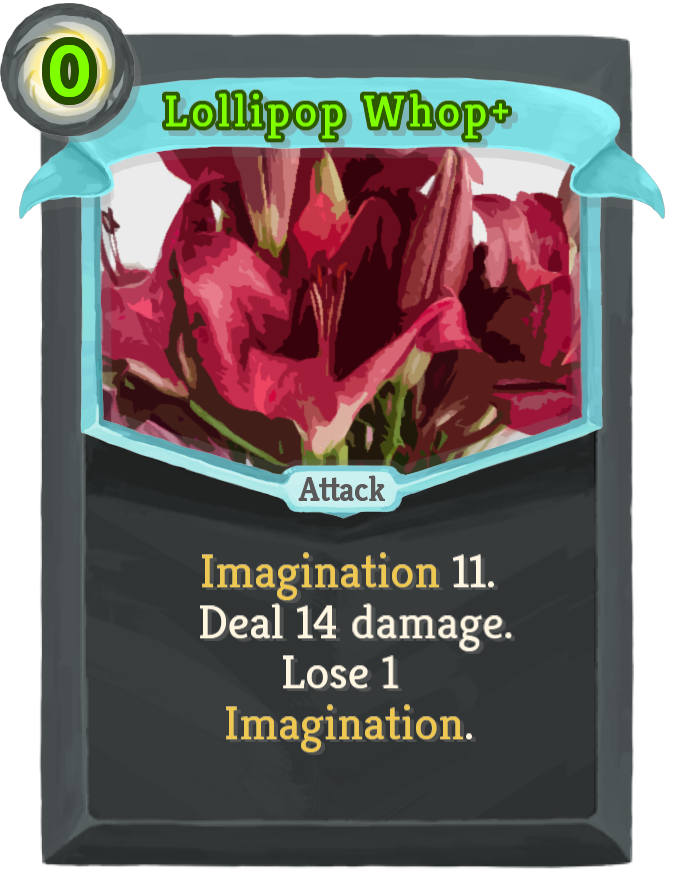 0
Lollipop Whop+
Attack
Imagination 11.
Deal 14 damage.
Lose 1
Imagination.